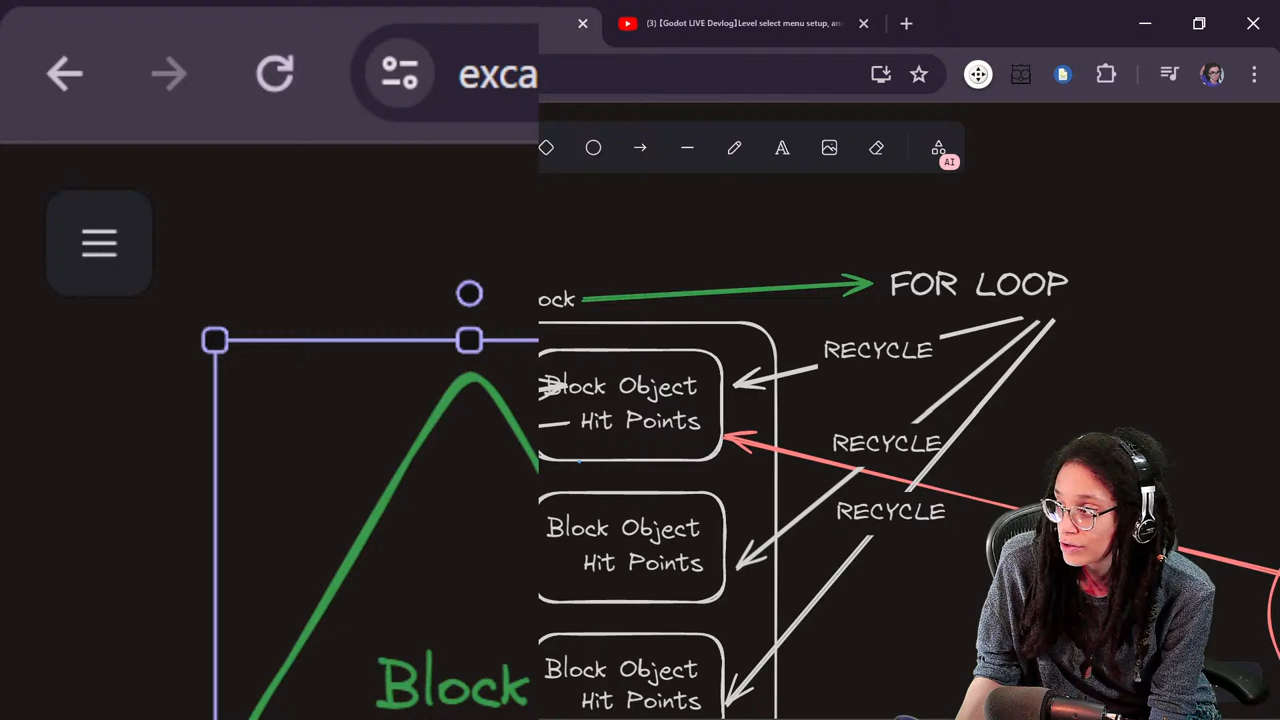 (3) 【Godot LIVE Devlog】Level select menu setup, an
exca
AI
ock
FOR LOOP
RECYCLE
Block Object
Hit Points
RECYCLE
RECYCLE
Block Object
Hit Points
Block Object
Hit Points
Block